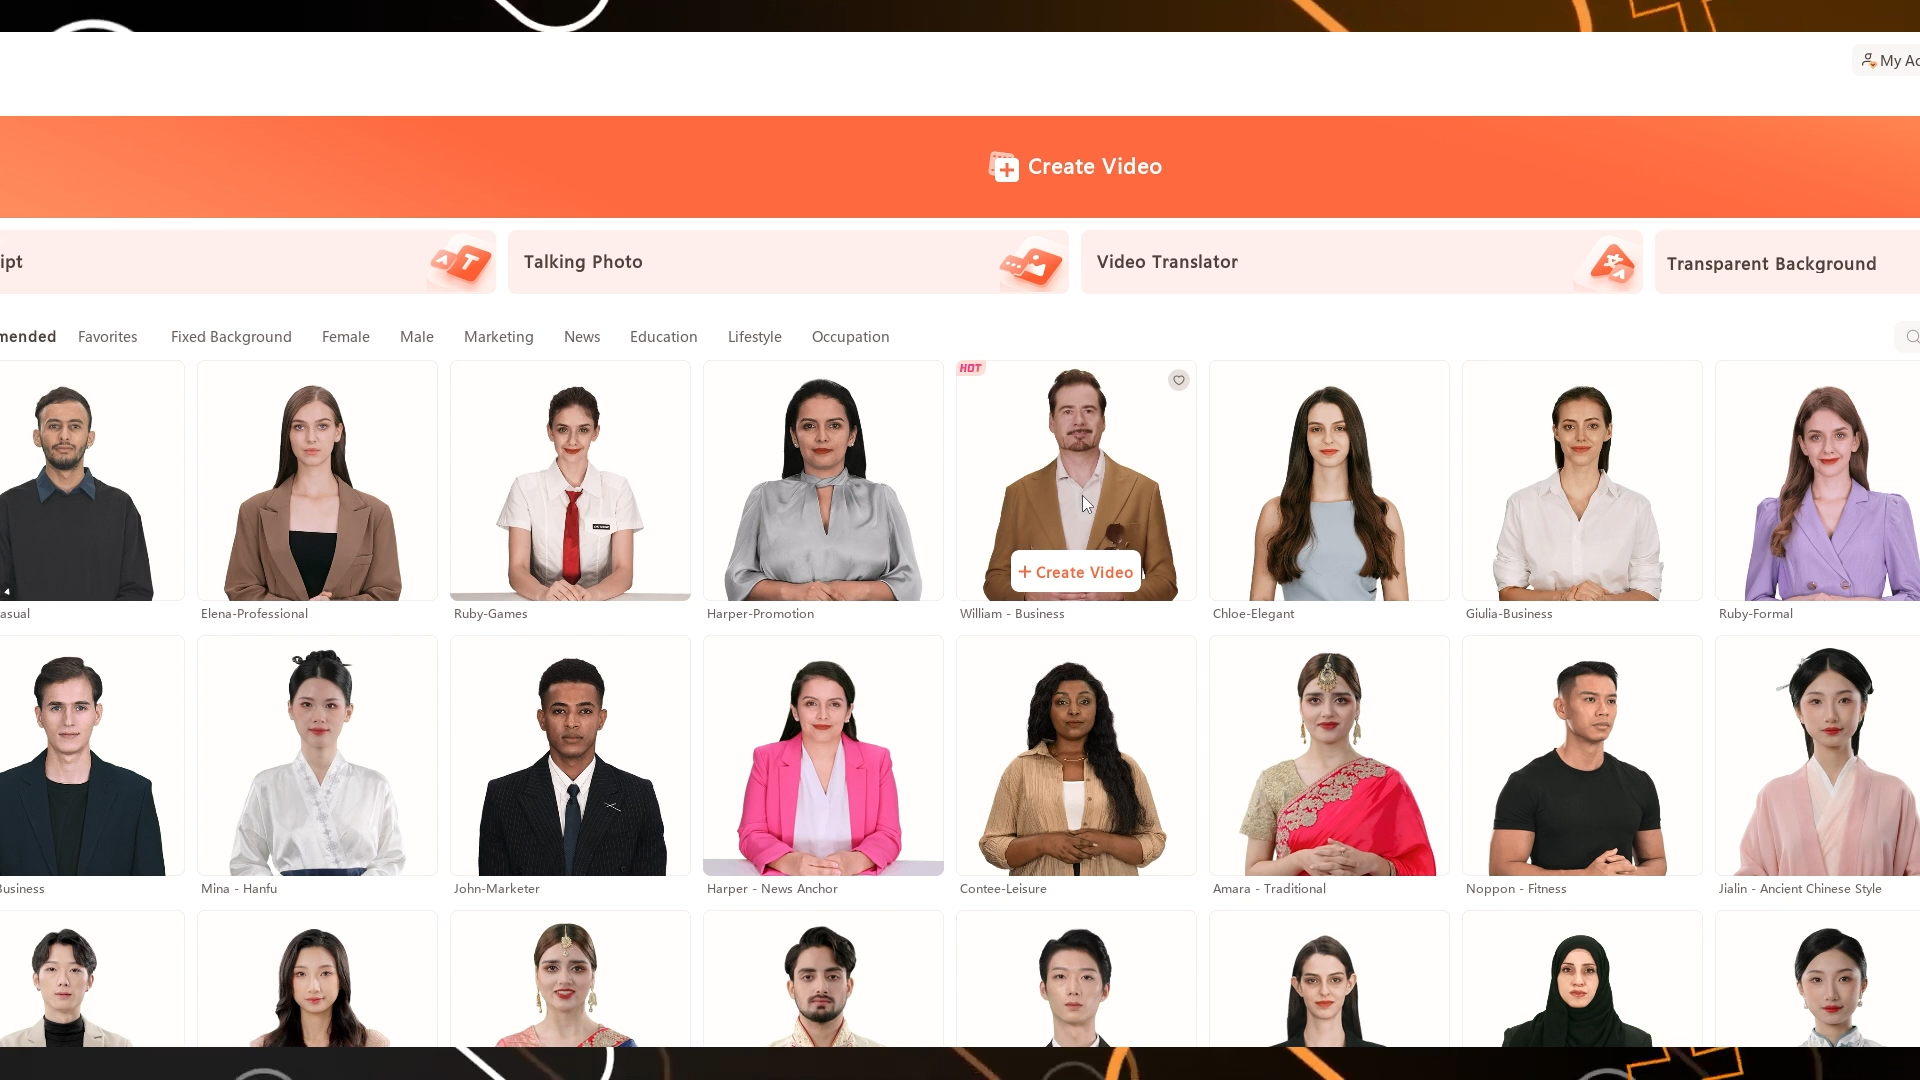 My Ac
Create Video
ipt
Talking Photo
Video Translator
Transparent Background
mended Favorites Fixed Background Female Male Marketing News Education Lifestyle Occupation
HOT
+ Create Video
asual
Elena-Professional
Ruby-Games
Harper-Promotion
William - Business
Chloe-Elegant
Giulia-Business
Ruby-Formal
Business
Mina - Hanfu
John-Marketer
Harper - News Anchor
Contee-Leisure
Amara - Traditional
Noppon - Fitness
Jialin - Ancient Chinese Style